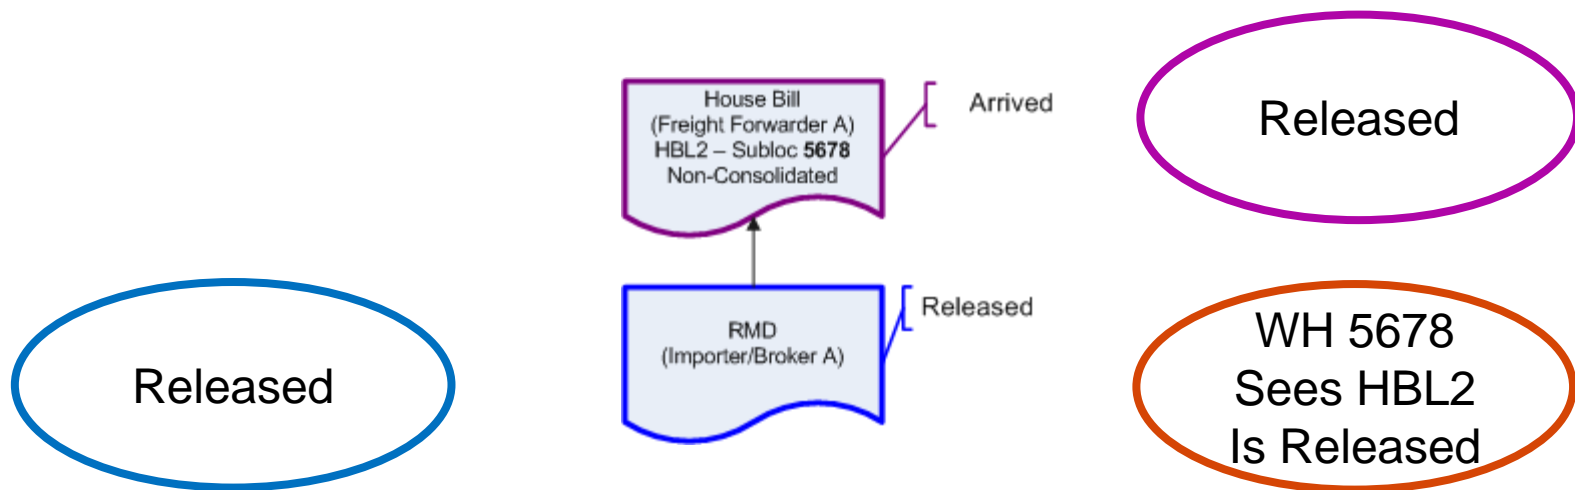 House Bill
(Freight Forwarder A)
HBL2 – Subloc 5678
Non-Consolidated
Arrived
Released
RMD
(Importer/Broker A)
Released
Released
WH 5678
Sees HBL2
Is Released